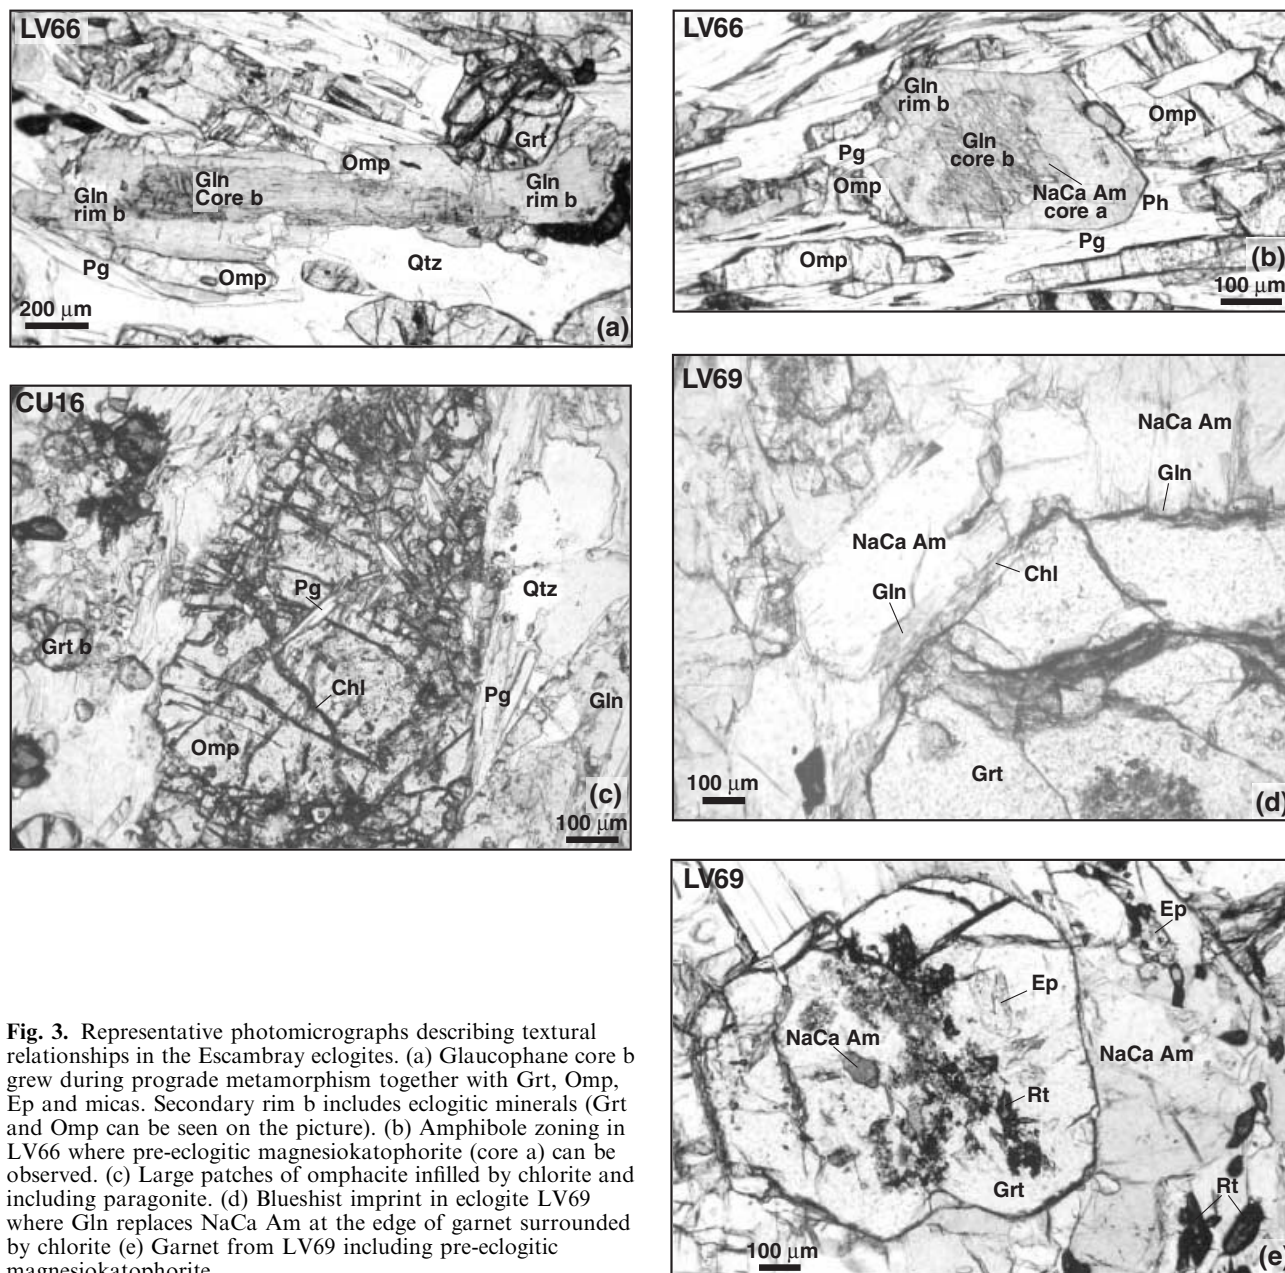 LV66
Grt
Omp
Gln
Core b
Gln
rim b
Gln
rim b
Pg
Omp
Qtz
200 μm
(a)
LV66
Gln
rim b
Omp
Gln
core b
Pg
Omp
NaCa Am
core a
Ph
Pg
Omp
(b)
100 μm
CU16
Pg
Qtz
Grt b
Chl
Pg
Gln
Omp
(c)
100 μm
LV69
NaCa Am
Gln
NaCa Am
Chl
Gln
Grt
100 μm
(d)
LV69
Ep
Ep
NaCa Am
NaCa Am
Rt
Grt
Rt
100 μm
(e)
Fig. 3. Representative photomicrographs describing textural
relationships in the Escambray eclogites. (a) Glaucophane core b
grew during prograde metamorphism together with Grt, Omp,
Ep and micas. Secondary rim b includes eclogitic minerals (Grt
and Omp can be seen on the picture). (b) Amphibole zoning in
LV66 where pre-eclogitic magnesiokatophorite (core a) can be
observed. (c) Large patches of omphacite infilled by chlorite and
including paragonite. (d) Blueshist imprint in eclogite LV69
where Gln replaces NaCa Am at the edge of garnet surrounded
by chlorite (e) Garnet from LV69 including pre-eclogitic
magnesiokatophorite